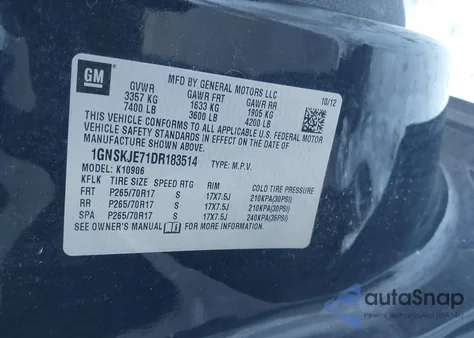 GM
MFD BY GENERAL MOTORS LLC
10/12
GVWR GAWR FRT GAWR RR
3357 KG 1633 KG 1905 KG
7400 LB 3600 LB 4200 LB
THIS VEHICLE CONFORMS TO ALL APPLICABLE U.S. FEDERAL MOTOR
VEHICLE SAFETY STANDARDS IN EFFECT ON THE DATE OF
MANUFACTURE SHOWN ABOVE.
1GNSKJE71DR183514 TYPE: M.P.V.
MODEL: K10906
KFLK TIRE SIZE SPEED RTG RIM COLD TIRE PRESSURE
FRT P265/70R17 S 17X7.5J 210KPA(30PSI)
RR P265/70R17 S 17X7.5J 210KPA(30PSI)
SPA P265/70R17 S 17X7.5J 240KPA(35PSI)
SEE OWNER'S MANUAL FOR MORE INFORMATION.
autoSnap